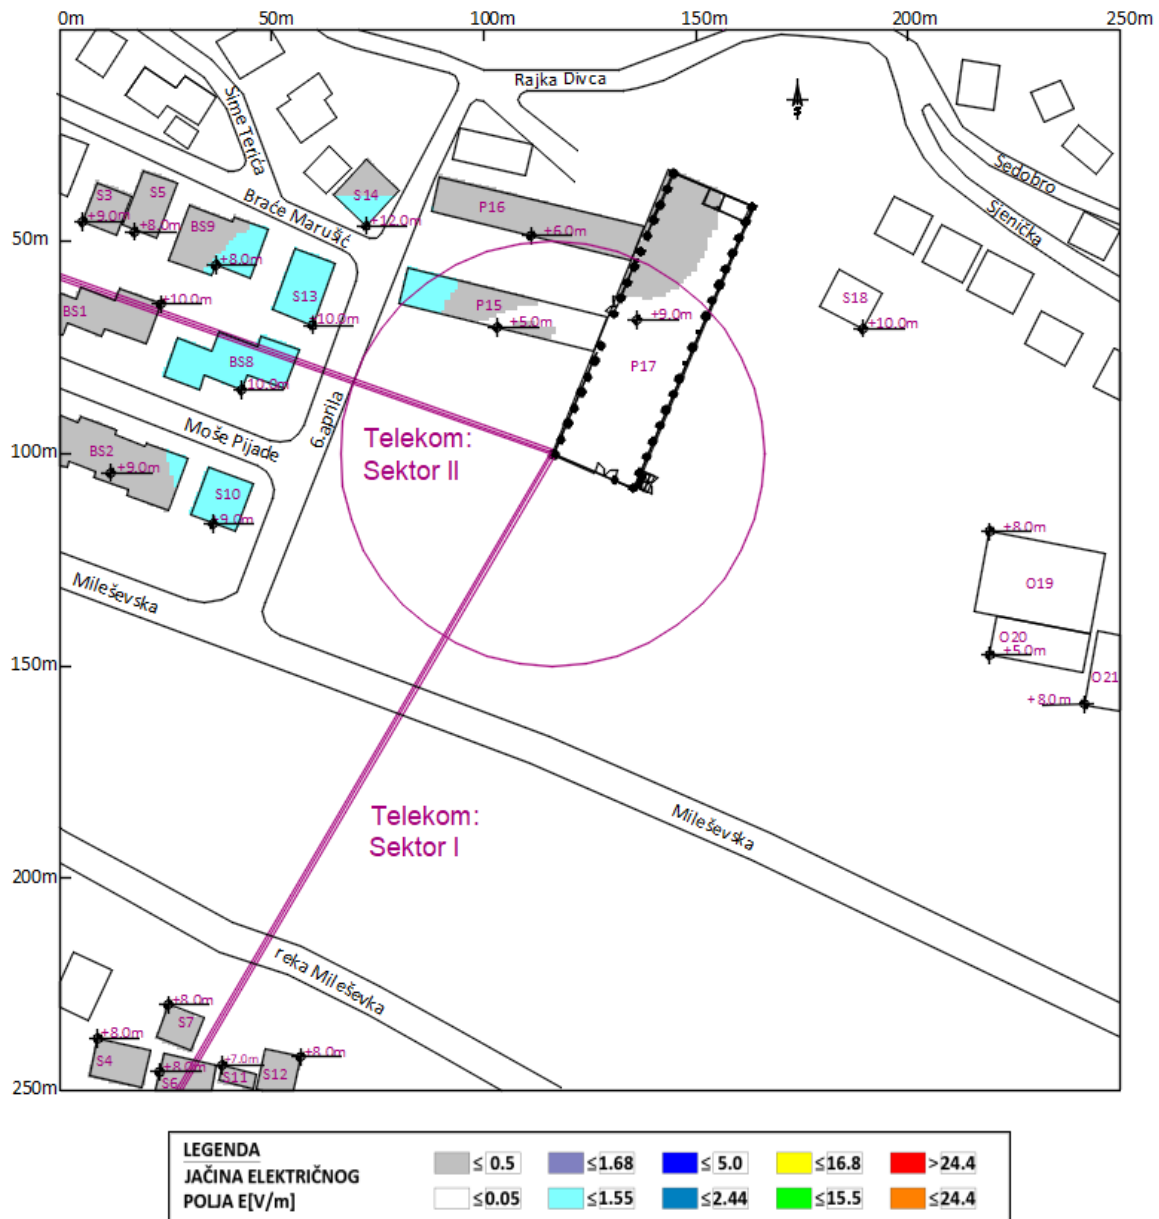 0m
50m
100m
150m
200m
250m
Rajka Divca
Sime Terića
Sedobro
S14
Braće Marušić
S3
S5
+9.0m
+8.0m
BS9
+12.0m
P16
+6.0m
Sjenička
50m
+8.0m
+10.0m
S13
BS1
+10.0m
P15
+5.0m
+9.0m
S18
+10.0m
BS8
10.0m
P17
6.aprila
Moše Pijade
Telekom:
Sektor II
100m
BS2
+9.0m
S10
+9.0m
+8.0m
O19
Mileševska
O20
+5.0m
O21
150m
+8.0m
Telekom:
Sektor I
Mileševska
200m
reka Mileševka
+8.0m
S7
+8.0m
S4
+8.0m
S6
+7.0m
S11
S12
+8.0m
250m
LEGENDA
JAČINA ELEKTRIČNOG
POLJA E[V/m]
≤ 0.5
≤1.68
≤ 5.0
≤16.8
>24.4
≤0.05
≤1.55
≤2.44
≤15.5
≤24.4